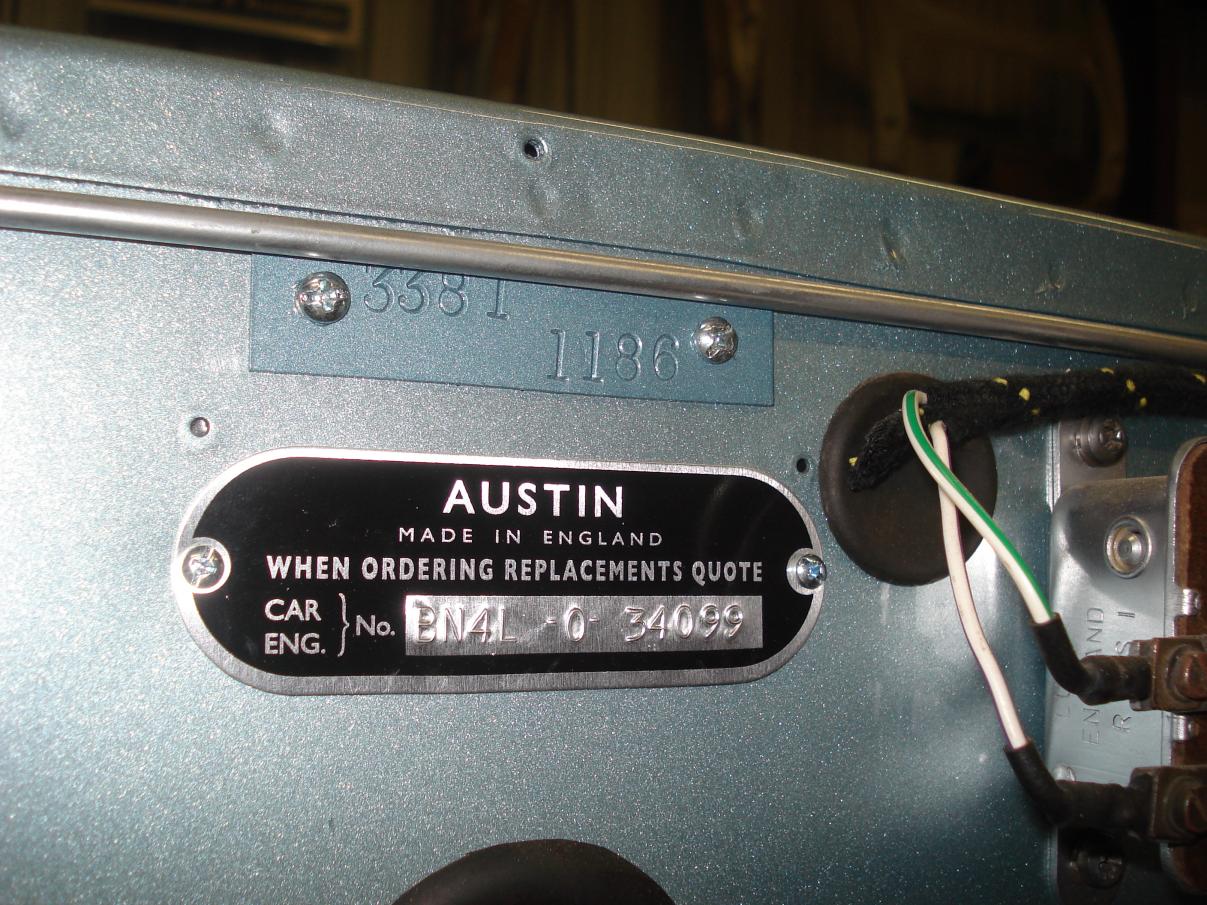 3381
1186
AUSTIN
MADE IN ENGLAND
WHEN ORDERING REPLACEMENTS QUOTE
CAR
ENG. } No. BN4L -0- 34099